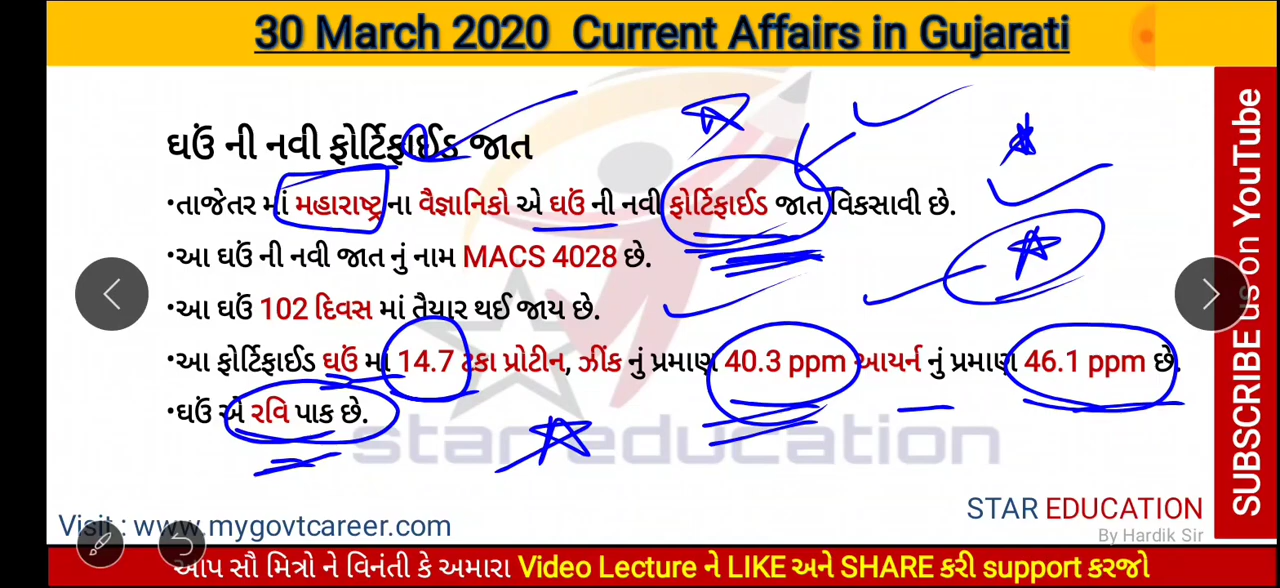 30 March 2020 Current Affairs in Gujarati
ઘઉં ની નવી ફોર્ટિફાઈડ જાત
•તાજેતર માં મહારાષ્ટ્ર ના વૈજ્ઞાનિકો એ ઘઉં ની નવી ફોર્ટિફાઈડ જાત વિકસાવી છે.
•આ ઘઉં ની નવી જાત નું નામ MACS 4028 છે.
•આ ઘઉં 102 દિવસ માં તૈયાર થઈ જાય છે.
•આ ફોર્ટિફાઈડ ઘઉં માં 14.7 ટકા પ્રોટીન, ઝીંક નું પ્રમાણ 40.3 ppm આયર્ન નું પ્રમાણ 46.1 ppm છે.
•ઘઉં એ રવિ પાક છે.
star education
STAR EDUCATION
By Hardik Sir
Visit : www.mygovtcareer.com
આપ સૌ મિત્રો ને વિનંતી કે અમારા Video Lecture ને LIKE અને SHARE કરી support કરજો
SUBSCRIBE us on YouTube